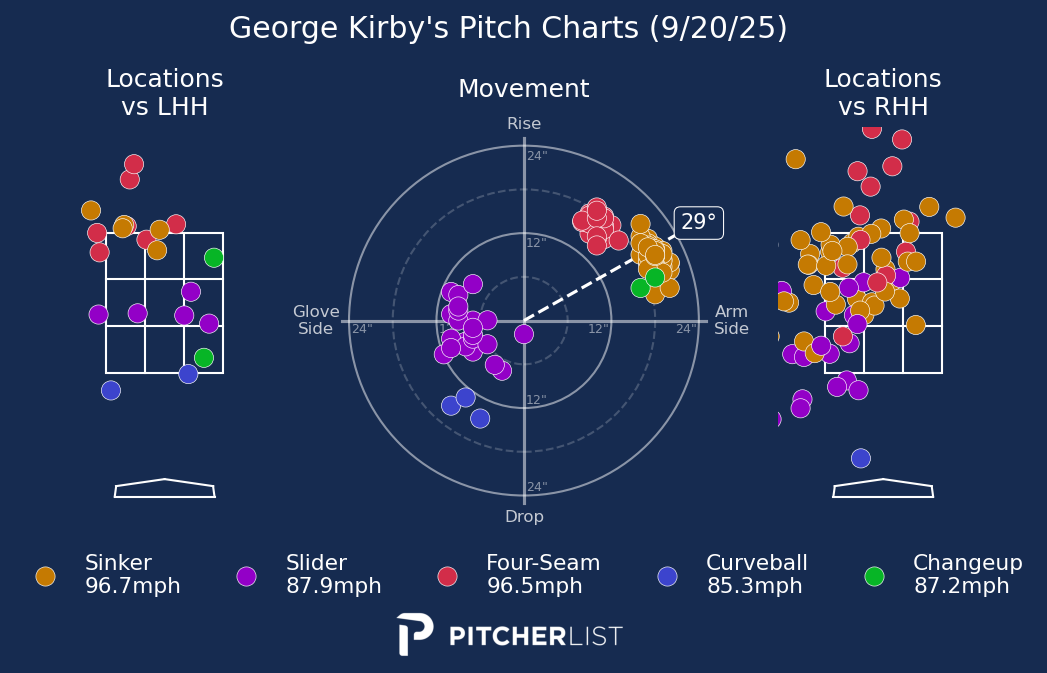 George Kirby's Pitch Charts (9/20/25)
Locations
vs LHH
Movement
Locations
vs RHH
Rise
24"
29°
12"
Glove
Side
24"
12"
24"
Arm
Side
12"
24"
Drop
Sinker
96.7mph
Slider
87.9mph
Four-Seam
96.5mph
Curveball
85.3mph
Changeup
87.2mph
PITCHERLIST